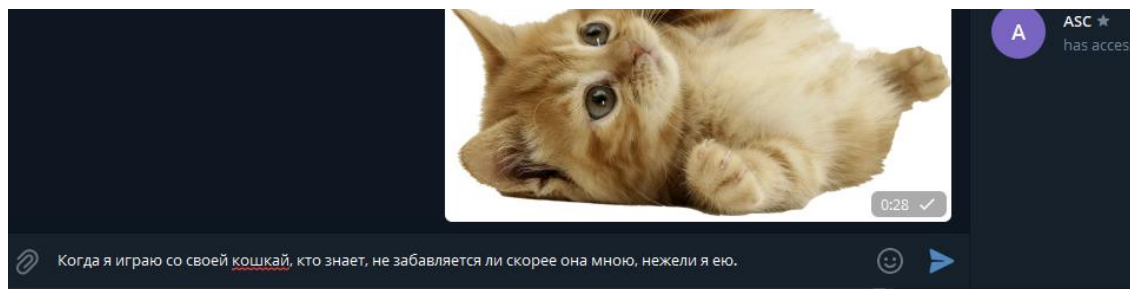 A
ASC ★
has acces
0:28 ✓
Когда я играю со своей кошкай, кто знает, не забавляется ли скорее она мною, нежели я ею.